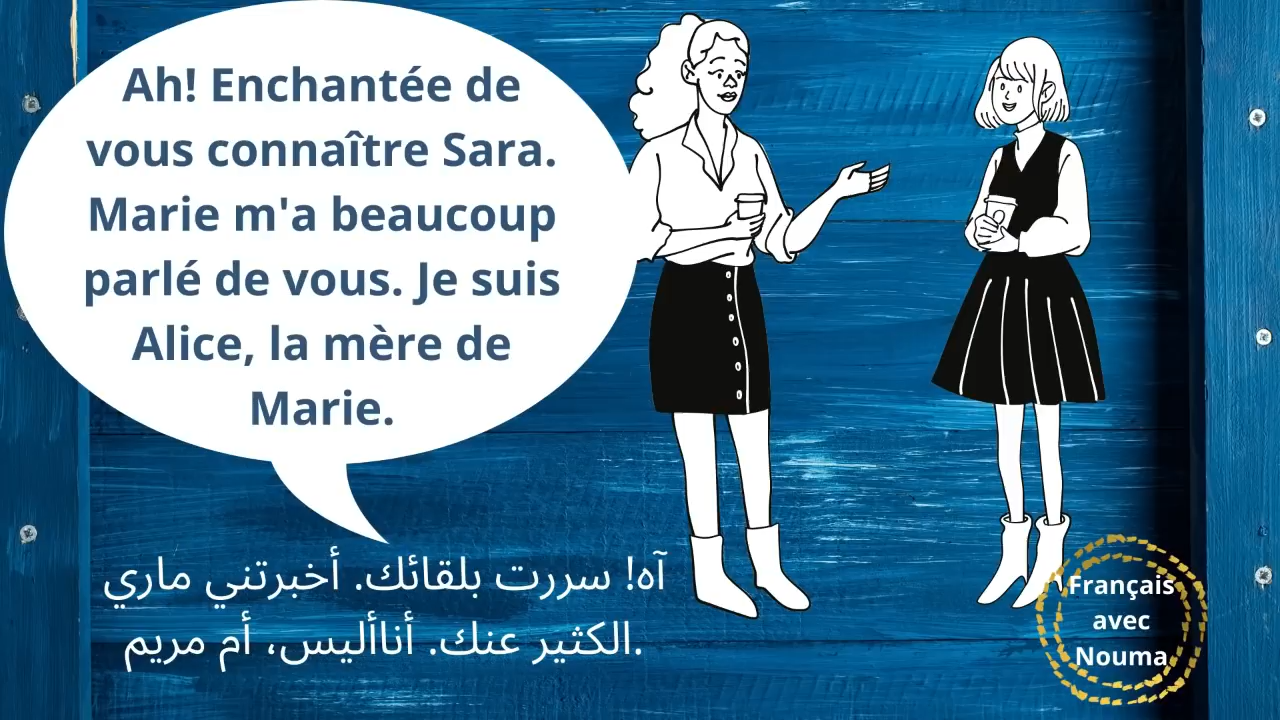 Ah! Enchantée de
vous connaître Sara.
Marie m'a beaucoup
parlé de vous. Je suis
Alice, la mère de
Marie.
آه! سررت بلقائك. أخبرتني ماري
الكثير عنك. أناأليس، أم مريم.
Français
avec
Nouma